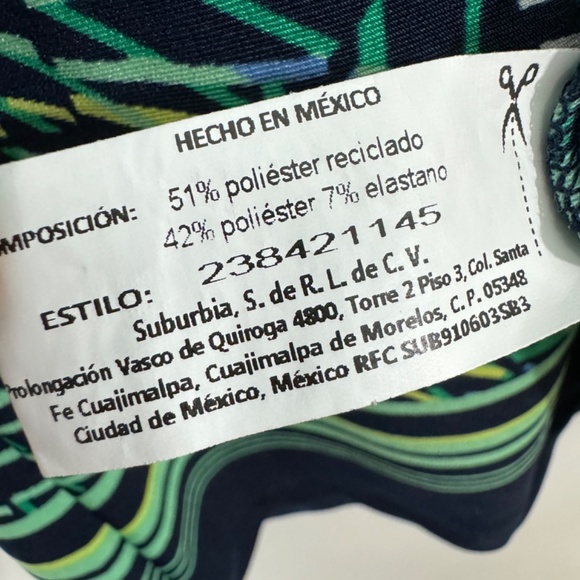 HECHO EN MÉXICO
51% poliéster reciclado
42% poliéster 7% elastano
ESTILO: 238421145
Suburbia, S. de R. L. de C. V.
Prolongación Vasco de Quiroga 4800, Torre 2 Piso 3, Col. Santa
Fe Cuajimalpa, Cuajimalpa de Morelos, C. P. 05348
Ciudad de México, México RFC SUB910603SB3